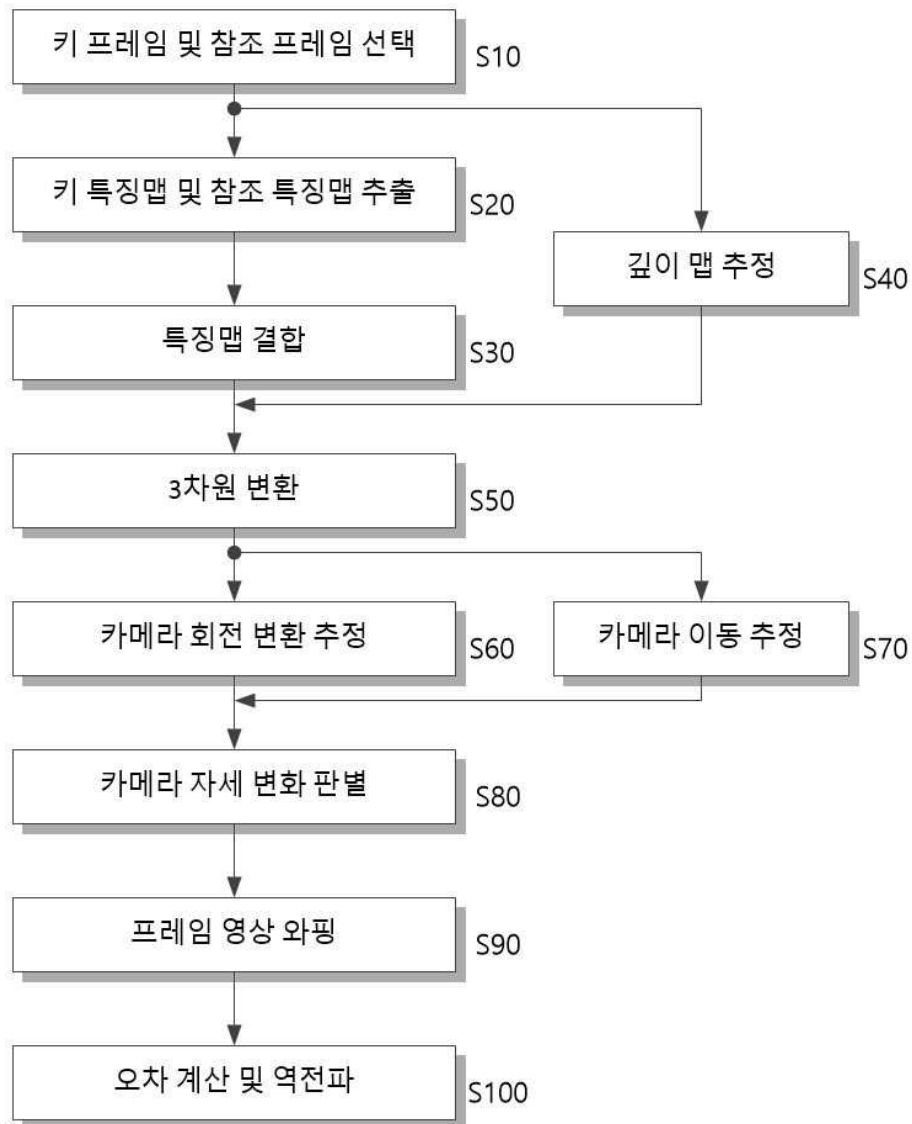 키 프레임 및 참조 프레임 선택
S10
키 특징맵 및 참조 특징맵 추출
S20
깊이 맵 추정
S40
특징맵 결합
S30
3차원 변환
S50
카메라 회전 변환 추정
S60
카메라 이동 추정
S70
카메라 자세 변화 판별
S80
프레임 영상 와핑
S90
오차 계산 및 역전파
S100